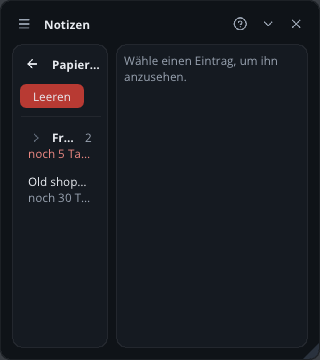 Notizen
Papier...
Leeren
Fr... 2
noch 5 Ta...
Old shop...
noch 30 T...
Wähle einen Eintrag, um ihn
anzusehen.